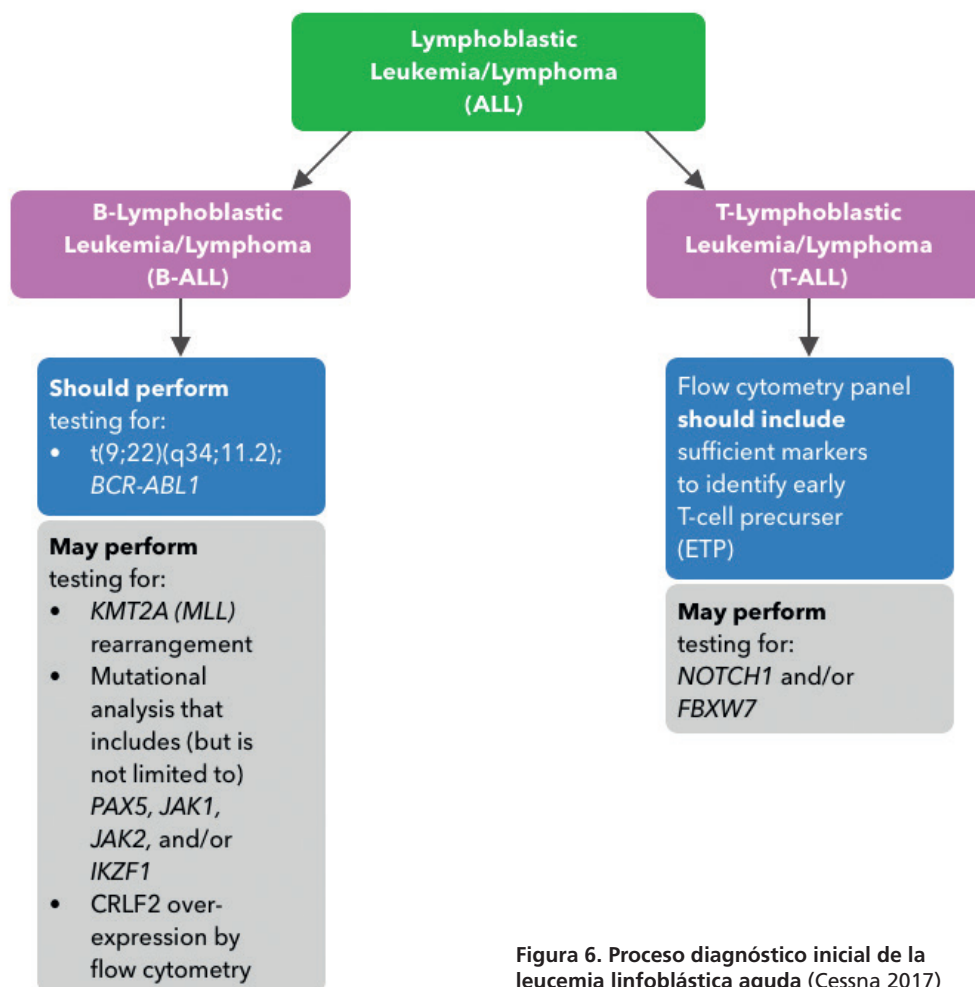 Lymphoblastic
Leukemia/Lymphoma
(ALL)
B-Lymphoblastic
Leukemia/Lymphoma
(B-ALL)
T-Lymphoblastic
Leukemia/Lymphoma
(T-ALL)
Should perform
testing for:
• t(9;22)(q34;11.2);
BCR-ABL1
May perform
testing for:
• KMT2A (MLL)
rearrangement
• Mutational
analysis that
includes (but is
not limited to)
PAX5, JAK1,
JAK2, and/or
IKZF1
• CRLF2 over-
expression by
flow cytometry
Flow cytometry panel
should include
sufficient markers
to identify early
T-cell precurser
(ETP)
May perform
testing for:
NOTCH1 and/or
FBXW7
Figura 6. Proceso diagnóstico inicial de la
leucemia linfoblástica aguda (Cessna 2017)